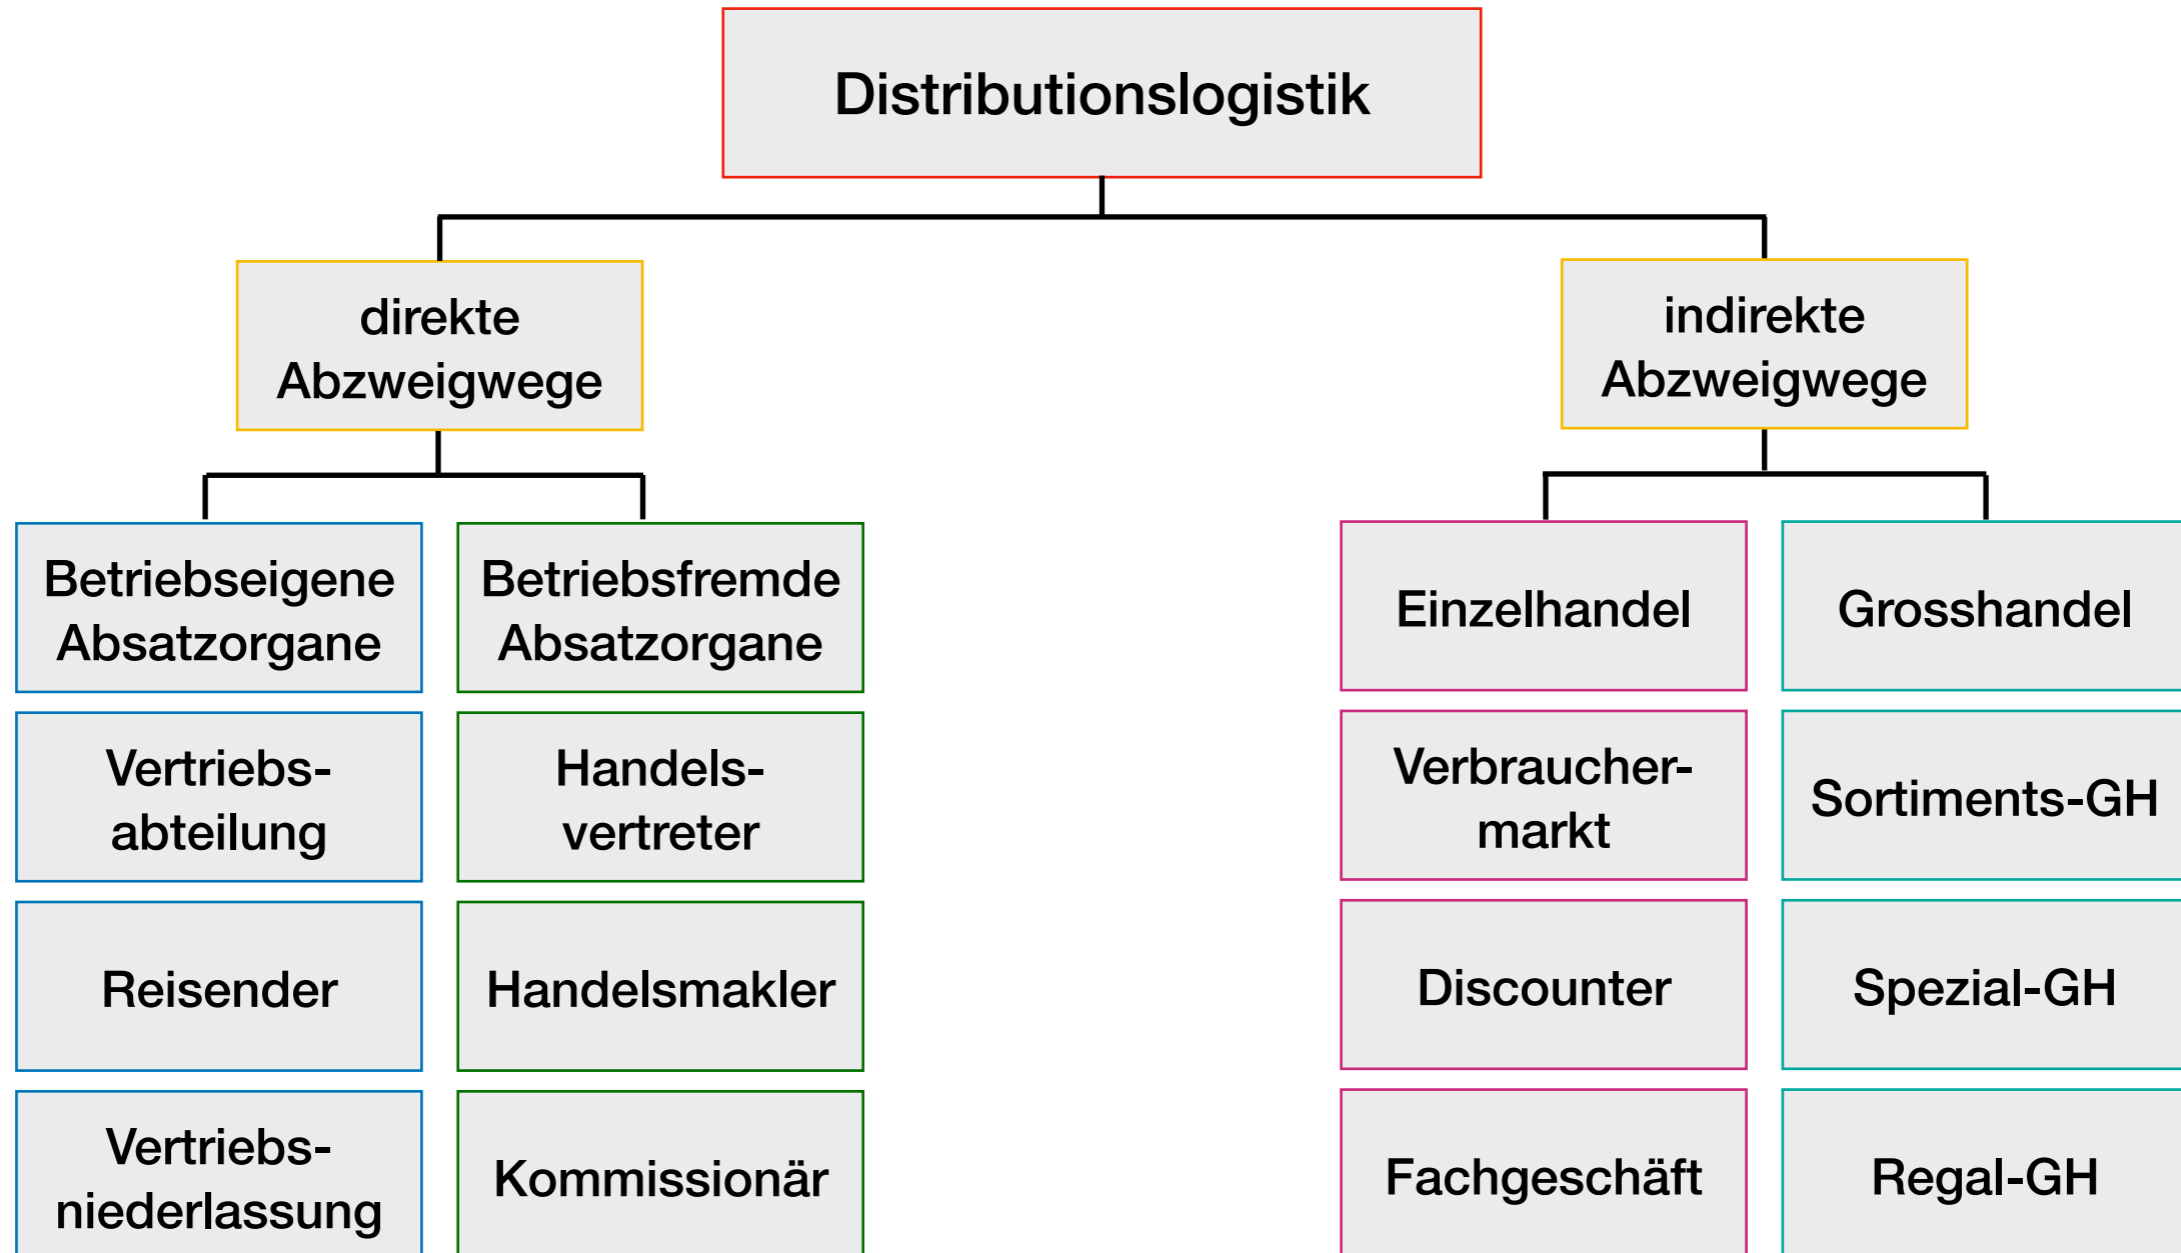 Distributionslogistik
direkte
Abzweigwege
indirekte
Abzweigwege
Betriebseigene
Absatzorgane
Betriebsfremde
Absatzorgane
Einzelhandel
Grosshandel
Vertriebs-
abteilung
Handels-
vertreter
Verbraucher-
markt
Sortiments-GH
Reisender
Handelsmakler
Discounter
Spezial-GH
Vertriebs-
niederlassung
Kommissionär
Fachgeschäft
Regal-GH